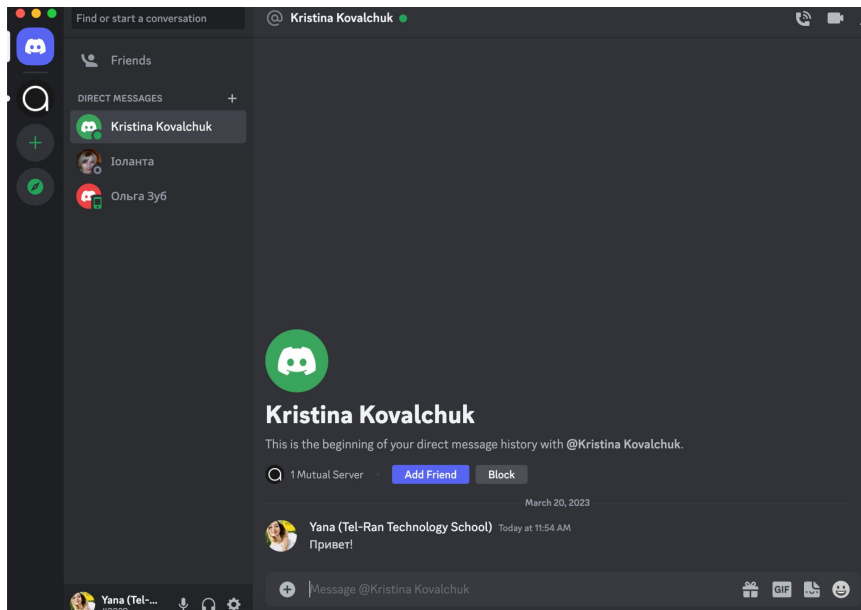 Find or start a conversation
Friends
DIRECT MESSAGES
Kristina Kovalchuk
Іоланта
Ольга Зуб
Yana (Tel-...
@ Kristina Kovalchuk
Kristina Kovalchuk
This is the beginning of your direct message history with @Kristina Kovalchuk.
1 Mutual Server Add Friend Block
March 20, 2023
Yana (Tel-Ran Technology School) Today at 11:54 AM
Привет!
Message @Kristina Kovalchuk GIF